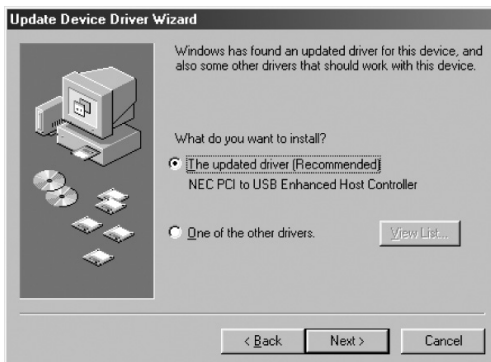 Update Device Driver Wizard
Windows has found an updated driver for this device, and
also some other drivers that should work with this device.
What do you want to install?
The updated driver (Recommended)
NEC PCI to USB Enhanced Host Controller
One of the other drivers.
View List...
< Back
Next >
Cancel